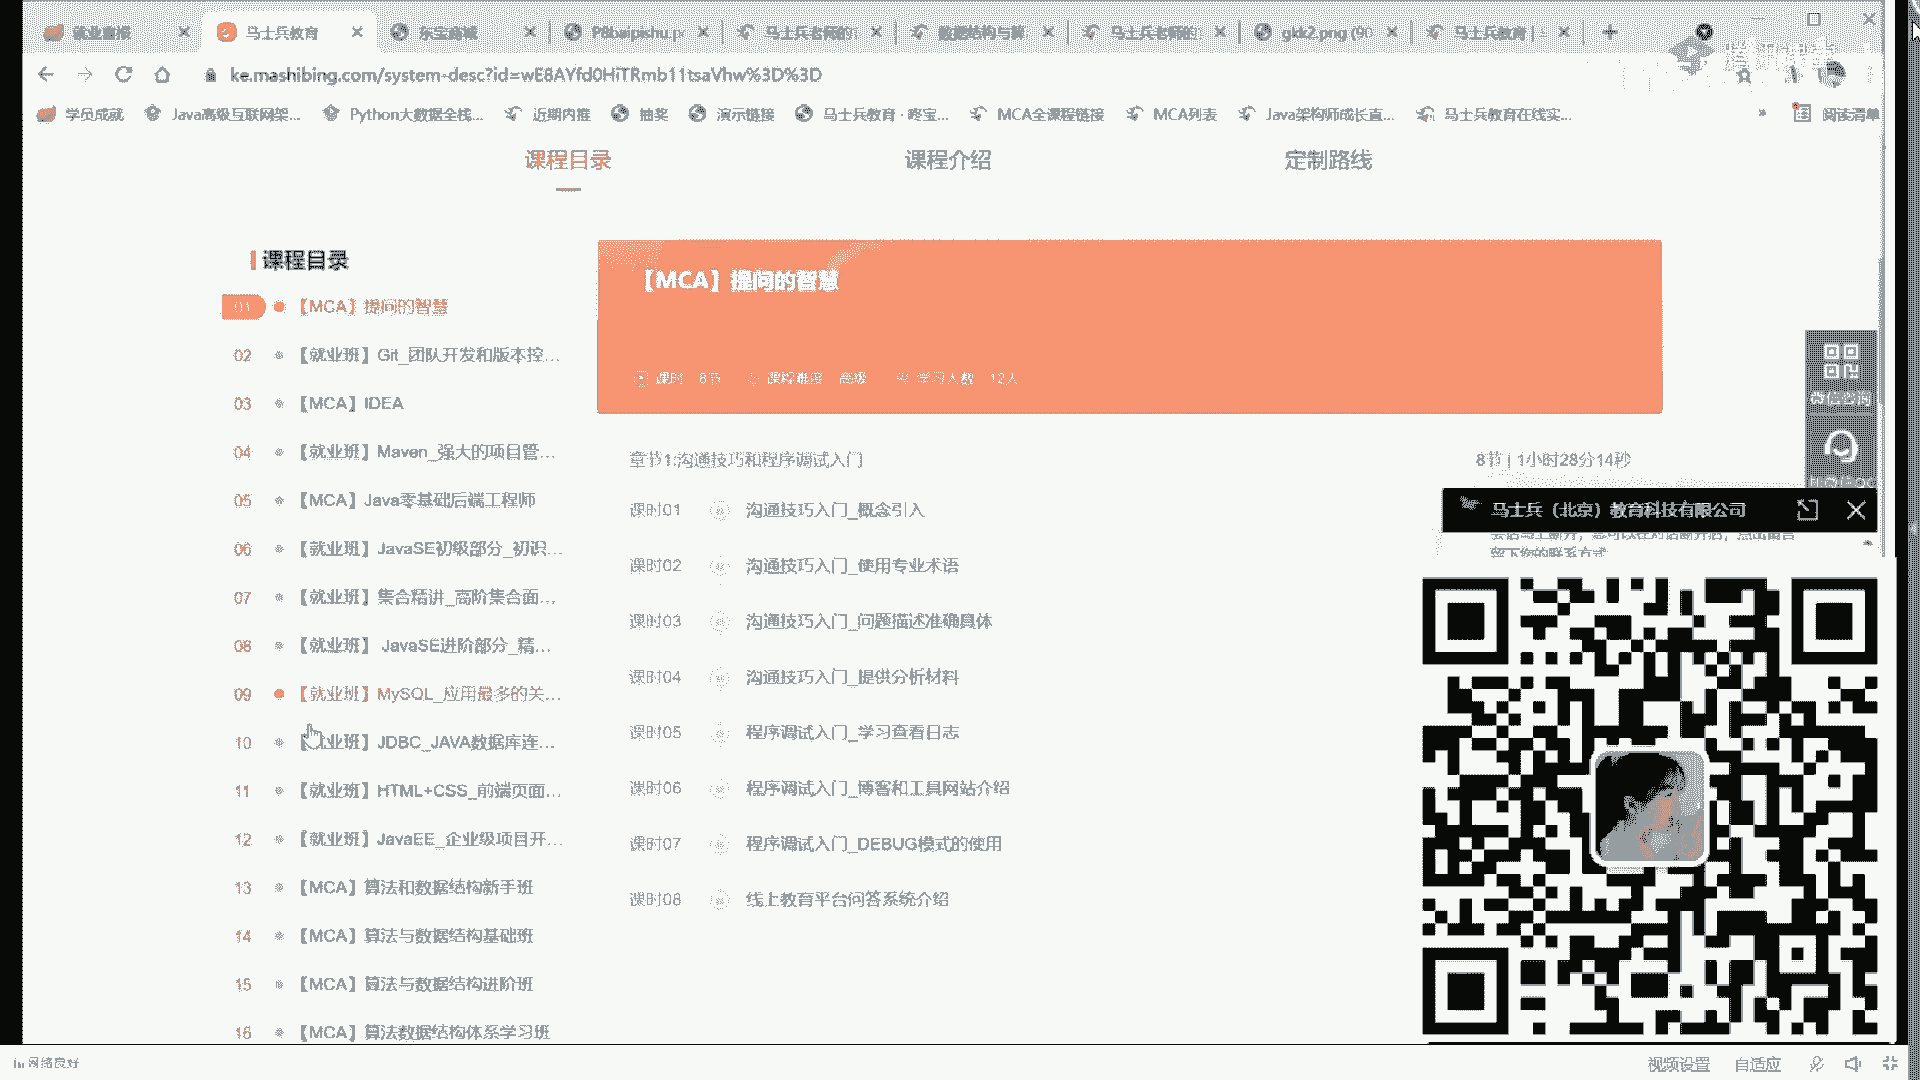 就业喜报
马士兵教育
东宝商城
P8baipishu.p
马士兵老师的
数据结构与算
马士兵老师的
gkk2.png (90
马士兵教育 |
ke.mashibing.com/system-desc?id=wE8AYfd0HiTRmb11tsaVhw%3D%3D
腾讯课堂
学员成就
Java高级互联网架...
Python大数据全栈...
近期内推
抽奖
演示链接
马士兵教育 - 咚宝...
MCA全课程链接
MCA列表
Java架构师成长直...
马士兵教育在线实...
»
阅读清单
课程目录
课程介绍
定制路线
课程目录
01 【MCA】提问的智慧
02 【就业班】Git_团队开发和版本控...
03 【MCA】IDEA
04 【就业班】Maven_强大的项目管...
05 【MCA】Java零基础后端工程师
06 【就业班】JavaSE初级部分_初识...
07 【就业班】集合精讲_高阶集合面...
08 【就业班】 JavaSE进阶部分_精...
09 【就业班】MySQL_应用最多的关...
10 【就业班】JDBC_JAVA数据库连...
11 【就业班】HTML+CSS_前端页面...
12 【就业班】JavaEE_企业级项目开...
13 【MCA】算法和数据结构新手班
14 【MCA】算法与数据结构基础班
15 【MCA】算法与数据结构进阶班
16 【MCA】算法数据结构体系学习班
【MCA】提问的智慧
课时 8节 课程难度 高级 学习人数 12人
章节1:沟通技巧和程序调试入门
8节 | 1小时28分14秒
课时01 沟通技巧入门_概念引入
课时02 沟通技巧入门_使用专业术语
课时03 沟通技巧入门_问题描述准确具体
课时04 沟通技巧入门_提供分析材料
课时05 程序调试入门_学习查看日志
课时06 程序调试入门_博客和工具网站介绍
课时07 程序调试入门_DEBUG模式的使用
课时08 线上教育平台问答系统介绍
微信咨询
马士兵（北京）教育科技有限公司
留下您的联系方式
网络良好
视频设置
自适应